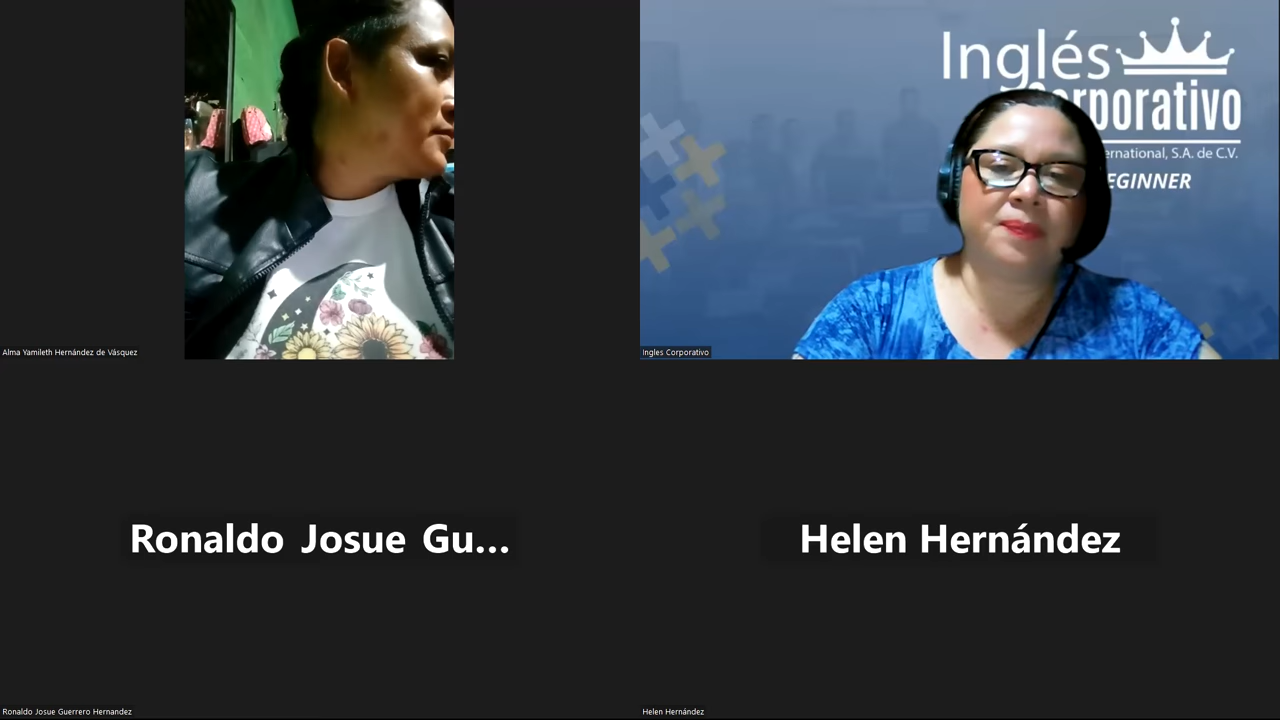 Inglés
Corporativo
ernational, S.A. de C.V.
EGINNER
Alma Yamileth Hernández de Vásquez
Ingles Corporativo
Ronaldo Josue Gu...
Helen Hernández
Ronaldo Josue Guerrero Hernandez
Helen Hernández